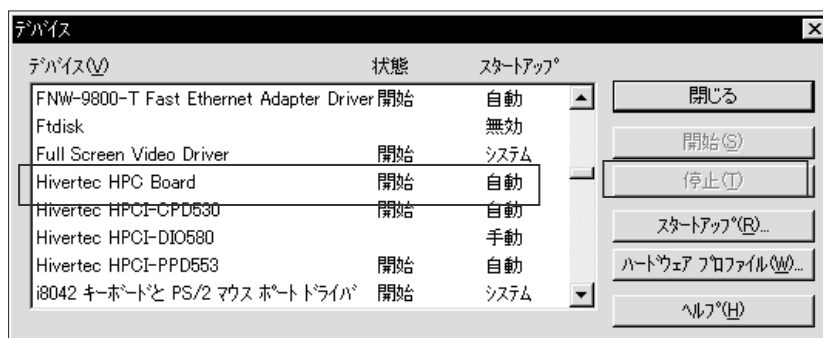 デバイス
デバイス(V) 状態 スタートアップ
FNW-9800-T Fast Ethernet Adapter Driver 開始 自動
Ftdisk 無効
Full Screen Video Driver 開始 システム
Hivertec HPC Board 開始 自動
Hivertec HPCI-CPD530 開始 自動
Hivertec HPCI-DIO580 手動
Hivertec HPCI-PPD553 開始 自動
i8042 キーボードと PS/2 マウス ポート ドライバ 開始 システム
閉じる
開始(S)
停止(T)
スタートアップ(R)...
ハードウェア プロファイル(W)...
ヘルプ(H)